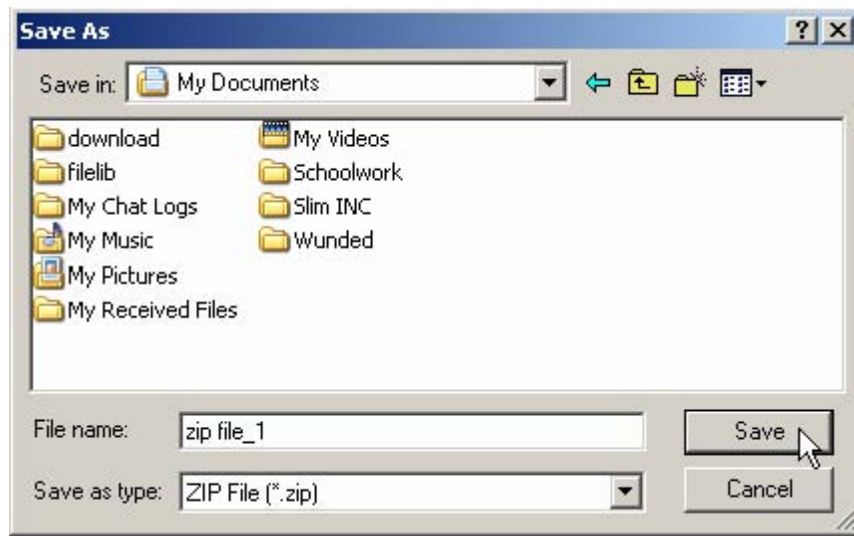 Save As
Save in: My Documents
download My Videos
filelib Schoolwork
My Chat Logs Slim INC
My Music Wunded
My Pictures
My Received Files
File name: zip file_1 Save
Save as type: ZIP File (*.zip) Cancel